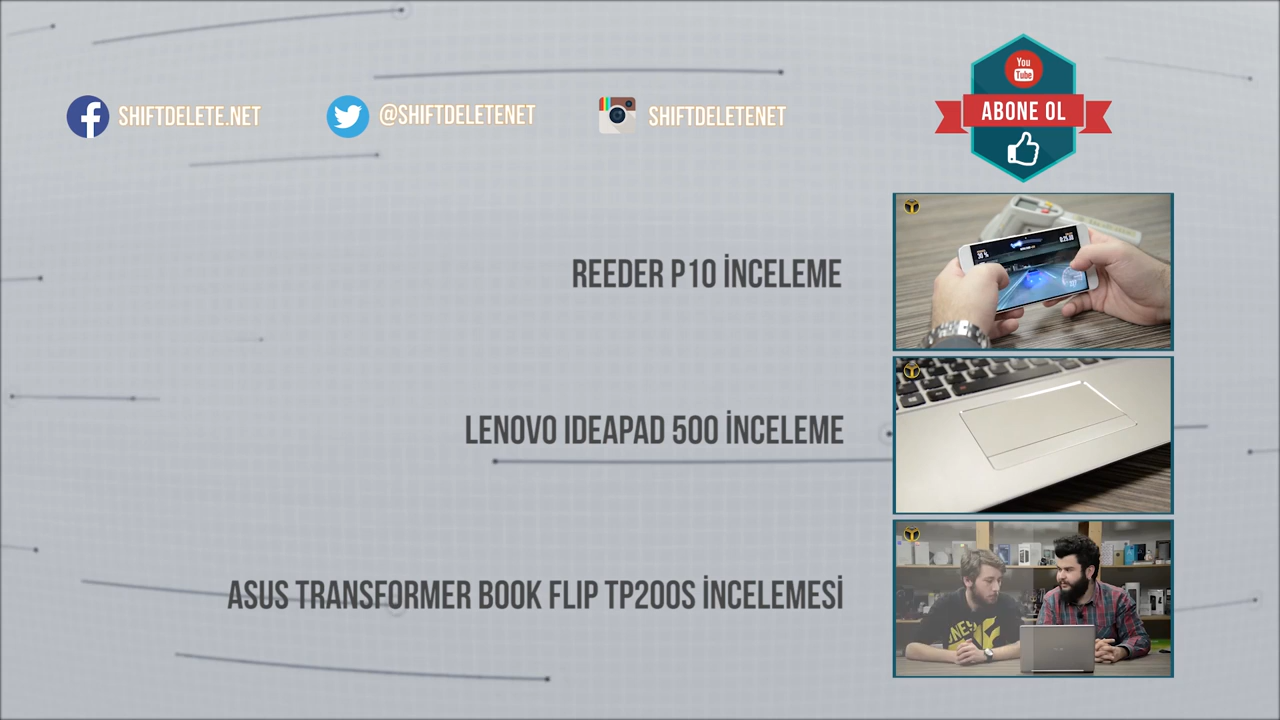 SHIFTDELETE.NET
@SHIFTDELETENET
SHIFTDELETENET
You
Tube
ABONE OL
REEDER P10 İNCELEME
LENOVO IDEAPAD 500 İNCELEME
ASUS TRANSFORMER BOOK FLIP TP200S İNCELEMESİ